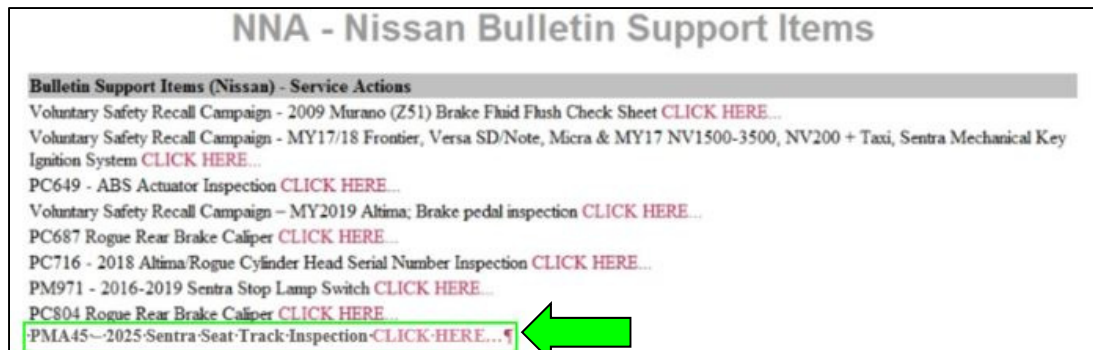 NNA - Nissan Bulletin Support Items
Bulletin Support Items (Nissan) - Service Actions
Voluntary Safety Recall Campaign - 2009 Murano (Z51) Brake Fluid Flush Check Sheet CLICK HERE...
Voluntary Safety Recall Campaign - MY17/18 Frontier, Versa SD/Note, Micra & MY17 NV1500-3500, NV200 + Taxi, Sentra Mechanical Key
Ignition System CLICK HERE...
PC649 - ABS Actuator Inspection CLICK HERE...
Voluntary Safety Recall Campaign – MY2019 Altima; Brake pedal inspection CLICK HERE...
PC687 Rogue Rear Brake Caliper CLICK HERE...
PC716 - 2018 Altima/Rogue Cylinder Head Serial Number Inspection CLICK HERE...
PM971 - 2016-2019 Sentra Stop Lamp Switch CLICK HERE...
PC804 Rogue Rear Brake Caliper CLICK HERE...
·PMA45·–·2025·Sentra·Seat·Track·Inspection·CLICK·HERE...¶